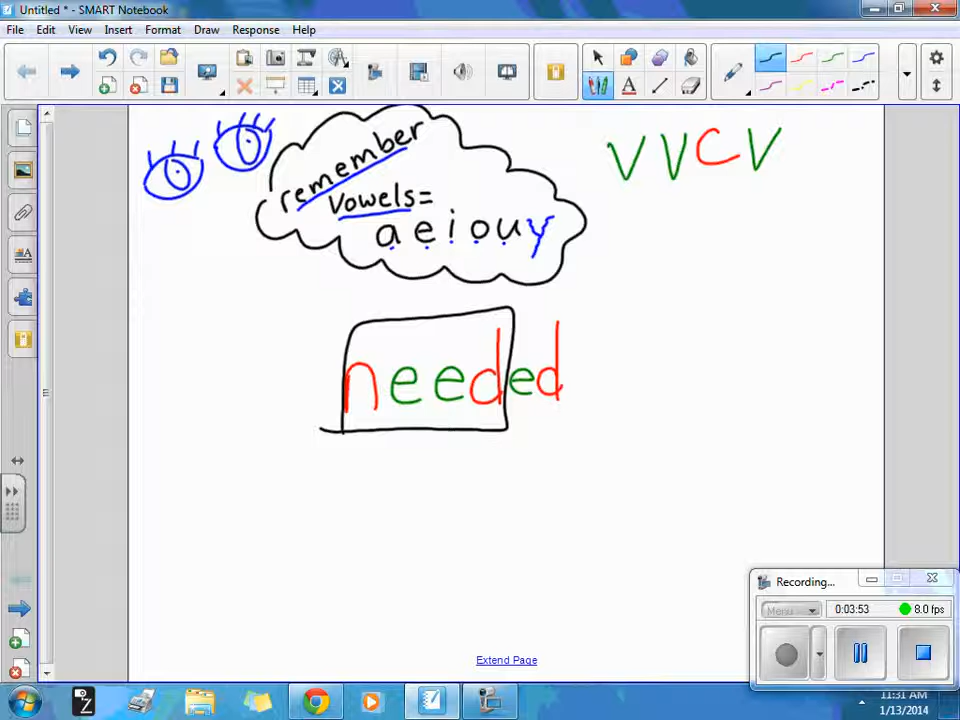 Untitled * - SMART Notebook
File Edit View Insert Format Draw Response Help
remember
Vowels=
a e i o u y
V V C V
needed
Recording...
Menu
0:03:53
8.0 fps
Extend Page
11:31 AM
1/13/2014